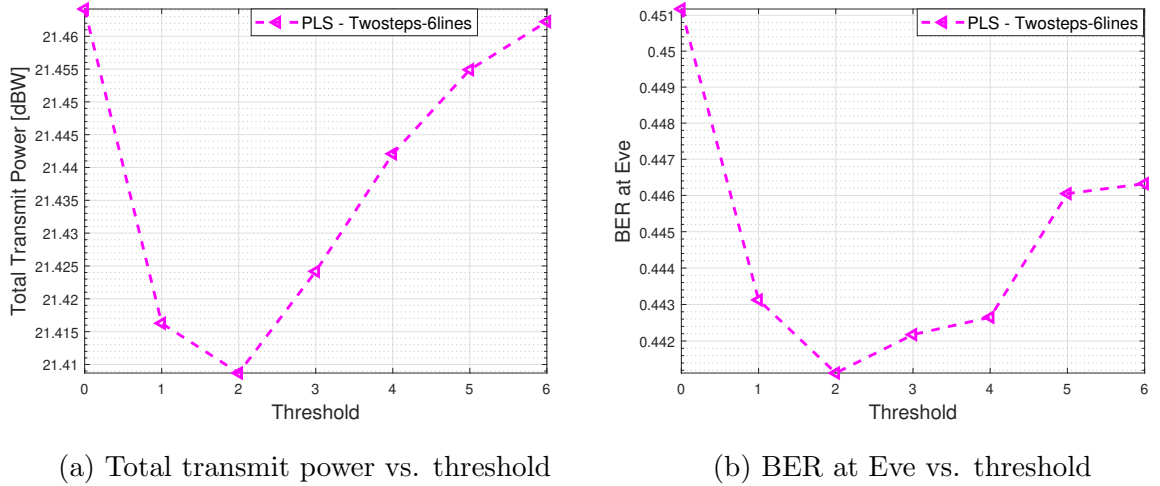 PLS - Twosteps-6lines
21.46
21.455
21.45
21.445
21.44
21.435
21.43
21.425
21.42
21.415
21.41
Total Transmit Power [dBW]
0 1 2 3 4 5 6
Threshold
(a) Total transmit power vs. threshold
PLS - Twosteps-6lines
0.451
0.45
0.449
0.448
0.447
0.446
0.445
0.444
0.443
0.442
BER at Eve
0 1 2 3 4 5 6
Threshold
(b) BER at Eve vs. threshold